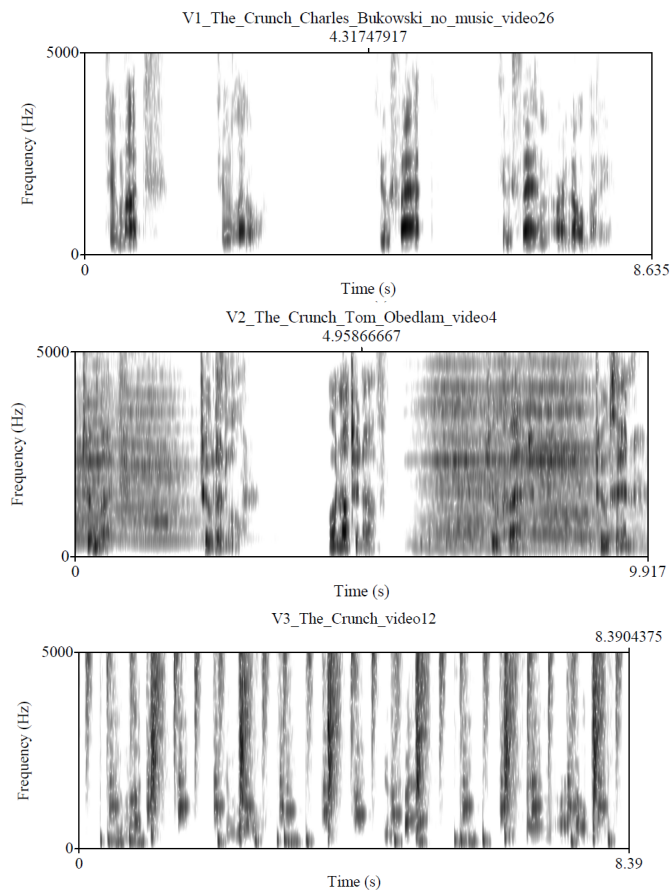 V1_The_Crunch_Charles_Bukowski_no_music_video26
4.31747917
5000
Frequency (Hz)
0
0
8.635
Time (s)
V2_The_Crunch_Tom_Obedlam_video4
4.95866667
5000
Frequency (Hz)
0
0
9.917
Time (s)
V3_The_Crunch_video12
8.3904375
5000
Frequency (Hz)
0
0
8.39
Time (s)